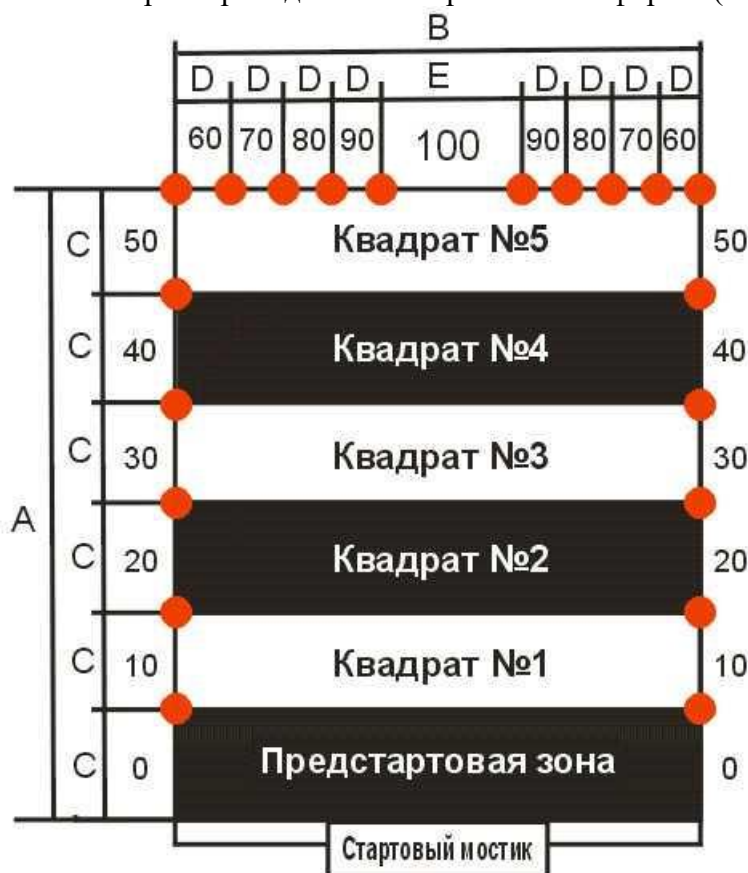 B
D D D D E D D D D
60 70 80 90 100 90 80 70 60
C 50 Квадрат №5 50
C 40 Квадрат №4 40
C 30 Квадрат №3 30
A
C 20 Квадрат №2 20
C 10 Квадрат №1 10
C 0 Предстартовая зона 0
Стартовый мостик